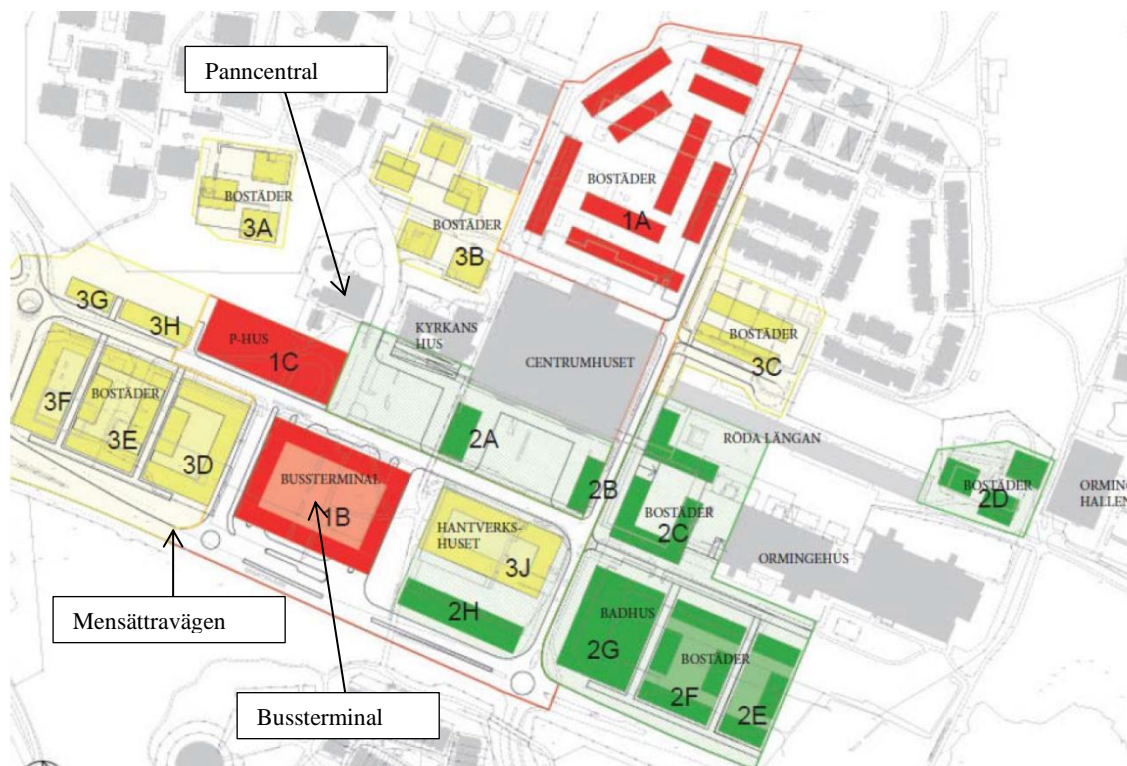 Panncentral
BOSTÄDER
1A
BOSTÄDER
3A
BOSTÄDER
3B
3G
3H
P-HUS
1C
KYRKANS
HUS
CENTRUMHUSET
BOSTÄDER
3C
BOSTÄDER
3F
3E
3D
2A
RÖDA LÄNGAN
BUSSTERMINAL
1B
2B
BOSTÄDER
2C
BOSTÄDER
2D
ORMING
HALLEN
HANTVERKS-
HUSET
3J
ORMINGEHUS
2H
BADHUS
2G
BOSTÄDER
2F
2E
Mensättravägen
Bussterminal